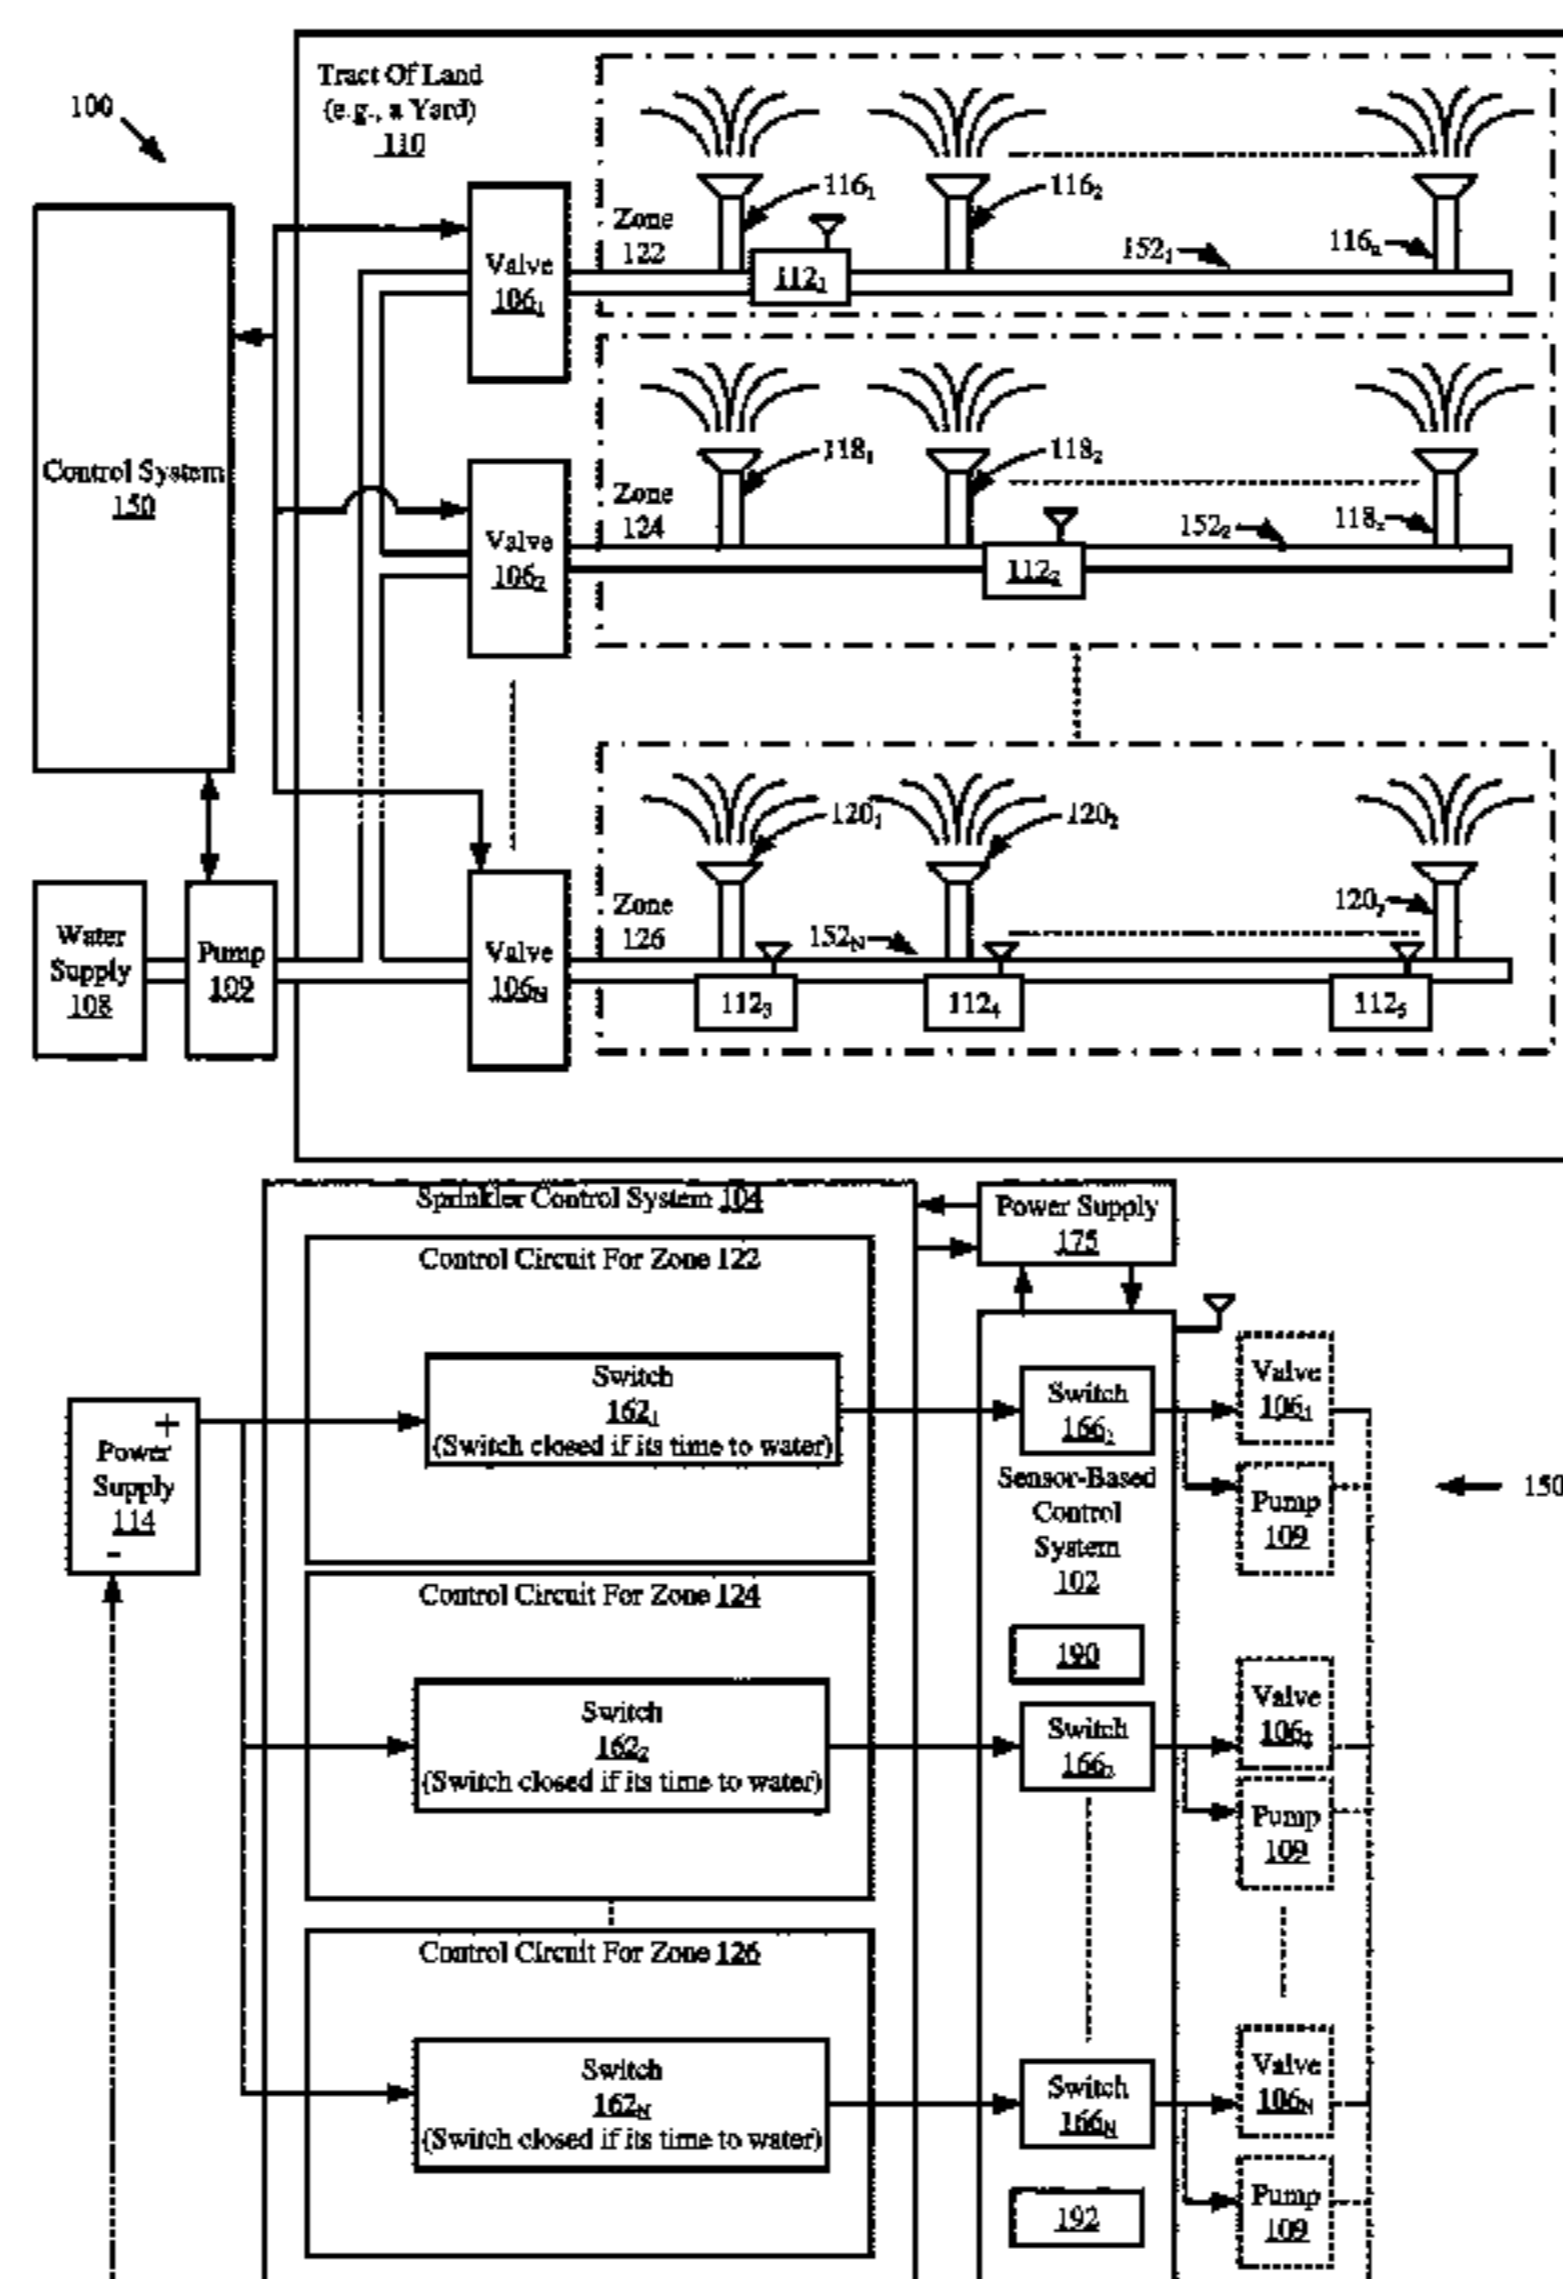 100
Tract Of Land
(e.g., a Yard)
110
Control System
150
Water
Supply
108
Pump
109
Valve
106₁
Valve
106₂
Valve
106N
Zone
122
116₁
116₂
116ₙ
112₁
152₁
Zone
124
118₁
118₂
118ₓ
112₂
152₂
Zone
126
120₁
120₂
120y
152N
112₃
112₄
112₅
Sprinkler Control System 104
Power Supply
175
Control Circuit For Zone 122
Switch
162₁
(Switch closed if its time to water)
Power
Supply
114
+
-
Switch
166₁
Sensor-Based
Control
System
102
Valve
106₁
Pump
109
150
Control Circuit For Zone 124
Switch
162₂
(Switch closed if its time to water)
190
Switch
166₂
Valve
106₂
Pump
109
Control Circuit For Zone 126
Switch
162N
(Switch closed if its time to water)
Switch
166N
192
Valve
106N
Pump
109